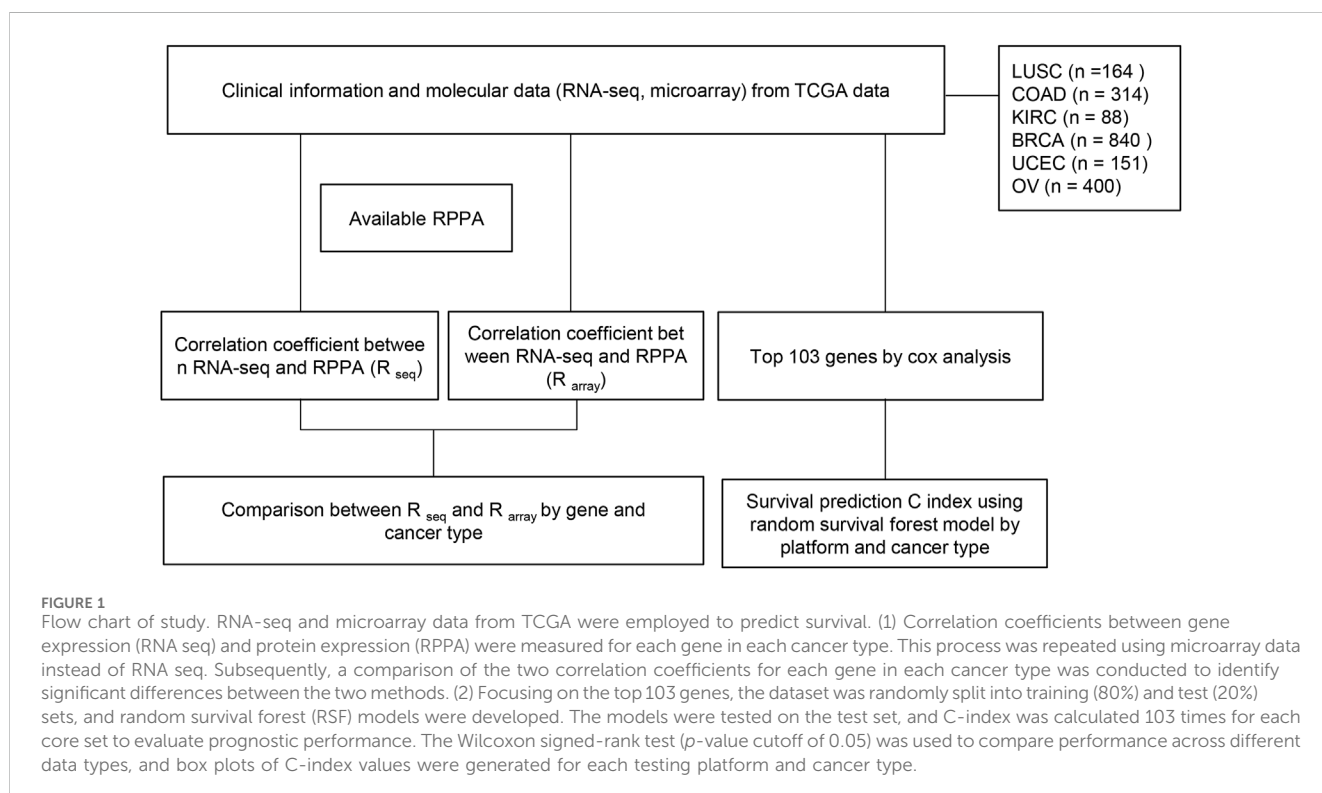 Clinical information and molecular data (RNA-seq, microarray) from TCGA data
LUSC (n =164 )
COAD (n = 314)
KIRC (n = 88)
BRCA (n = 840 )
UCEC (n = 151)
OV (n = 400)
Available RPPA
Correlation coefficient betwee
n RNA-seq and RPPA (R seq)
Correlation coefficient bet
ween RNA-seq and RPPA
(R array)
Top 103 genes by cox analysis
Comparison between R seq and R array by gene and
cancer type
Survival prediction C index using
random survival forest model by
platform and cancer type
FIGURE 1
Flow chart of study. RNA-seq and microarray data from TCGA were employed to predict survival. (1) Correlation coefficients between gene
expression (RNA seq) and protein expression (RPPA) were measured for each gene in each cancer type. This process was repeated using microarray data
instead of RNA seq. Subsequently, a comparison of the two correlation coefficients for each gene in each cancer type was conducted to identify
significant differences between the two methods. (2) Focusing on the top 103 genes, the dataset was randomly split into training (80%) and test (20%)
sets, and random survival forest (RSF) models were developed. The models were tested on the test set, and C-index was calculated 103 times for each
core set to evaluate prognostic performance. The Wilcoxon signed-rank test (p-value cutoff of 0.05) was used to compare performance across different
data types, and box plots of C-index values were generated for each testing platform and cancer type.